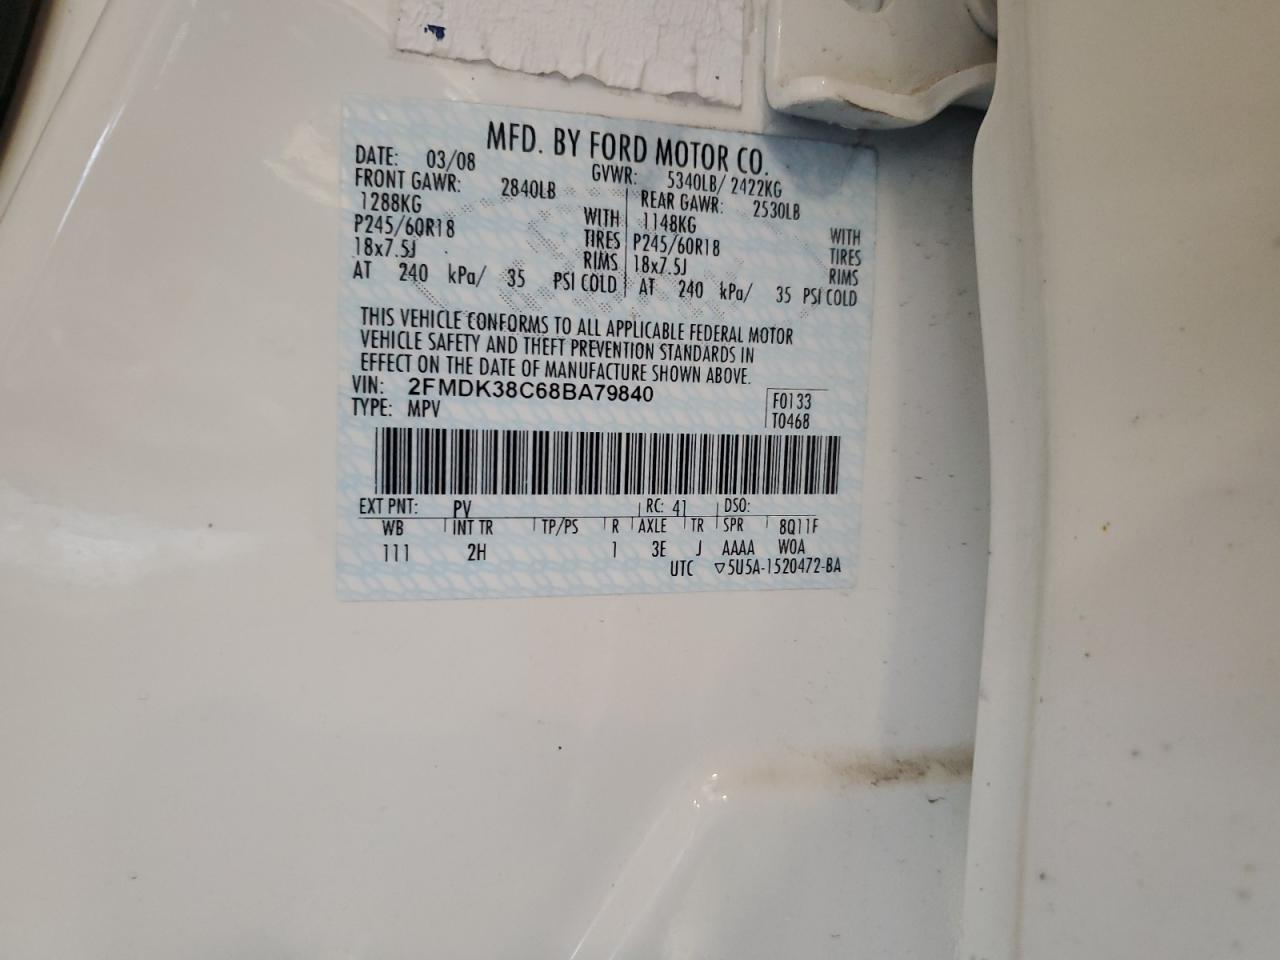 MFD. BY FORD MOTOR CO.
DATE: 03/08 GVWR: 5340LB/ 2422KG
FRONT GAWR: 2840LB REAR GAWR: 2530LB
1288KG WITH 1148KG WITH
P245/60R18 TIRES P245/60R18 TIRES
18x7.5J RIMS 18x7.5J RIMS
AT 240 kPa/ 35 PSI COLD AT 240 kPa/ 35 PSI COLD
THIS VEHICLE CONFORMS TO ALL APPLICABLE FEDERAL MOTOR
VEHICLE SAFETY AND THEFT PREVENTION STANDARDS IN
EFFECT ON THE DATE OF MANUFACTURE SHOWN ABOVE.
VIN: 2FMDK38C68BA79840 F0133
TYPE: MPV T0468
EXT PNT: PV RC: 41 DSO:
WB INT TR TP/PS R AXLE TR SPR 8Q11F
111 2H 1 3E J AAAA WOA
UTC ▽5U5A-1520472-BA